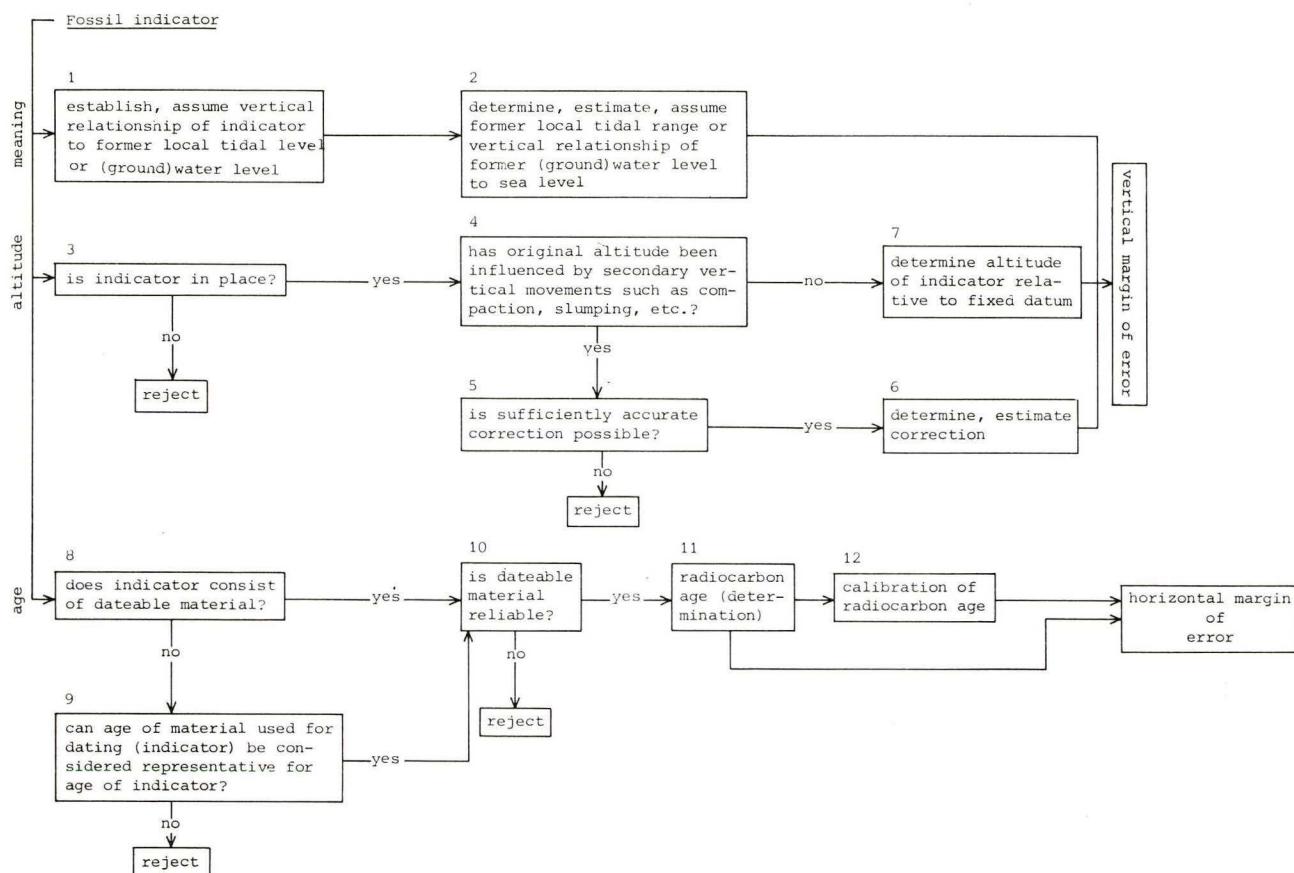 Fossil indicator
meaning
1
establish, assume vertical
relationship of indicator
to former local tidal level
or (ground)water level
2
determine, estimate, assume
former local tidal range or
vertical relationship of
former (ground)water level
to sea level
vertical margin of error
altitude
3
is indicator in place?
yes
no
reject
4
has original altitude been
influenced by secondary ver-
tical movements such as com-
paction, slumping, etc.?
no
7
determine altitude
of indicator rela-
tive to fixed datum
yes
5
is sufficiently accurate
correction possible?
yes
6
determine, estimate
correction
no
reject
age
8
does indicator consist
of dateable material?
yes
10
is dateable
material
reliable?
yes
11
radiocarbon
age (deter-
mination)
12
calibration of
radiocarbon age
horizontal margin
of
error
no
no
reject
9
can age of material used for
dating (indicator) be con-
sidered representative for
age of indicator?
yes
no
reject